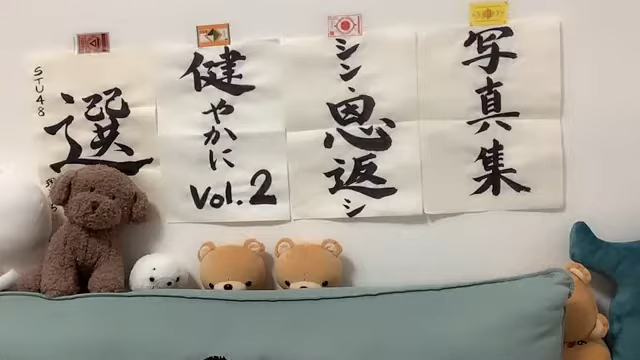 STU48
選
健やかに
Vol.2
シン・恩返シ
写真集